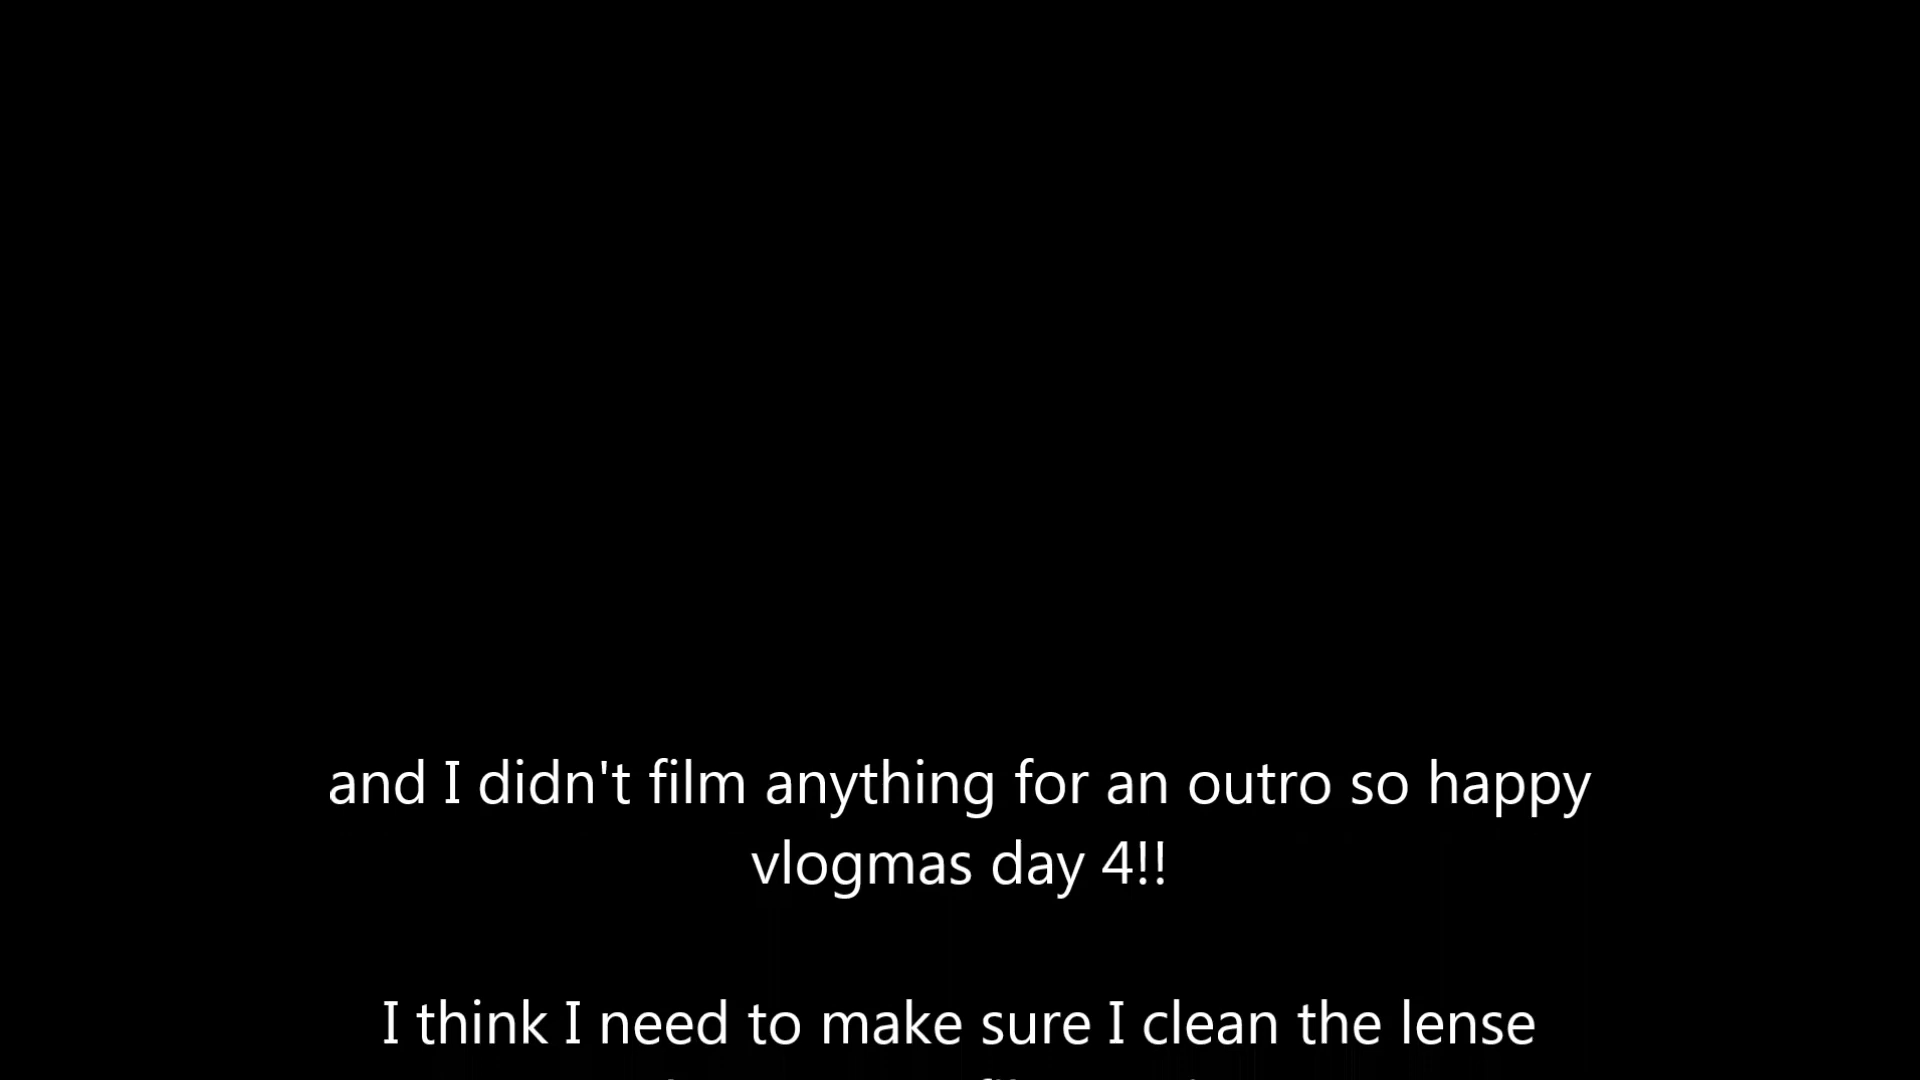 and I didn't film anything for an outro so happy
vlogmas day 4!!
I think I need to make sure I clean the lense